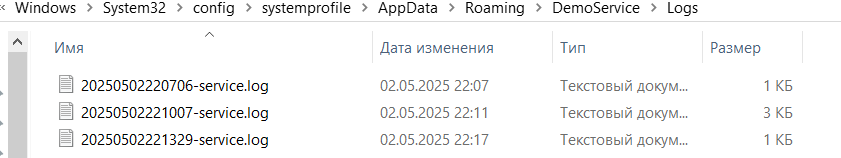 Windows > System32 > config > systemprofile > AppData > Roaming > DemoService > Logs
Имя Дата изменения Тип Размер
20250502220706-service.log 02.05.2025 22:07 Текстовый докум... 1 КБ
20250502221007-service.log 02.05.2025 22:11 Текстовый докум... 3 КБ
20250502221329-service.log 02.05.2025 22:17 Текстовый докум... 1 КБ